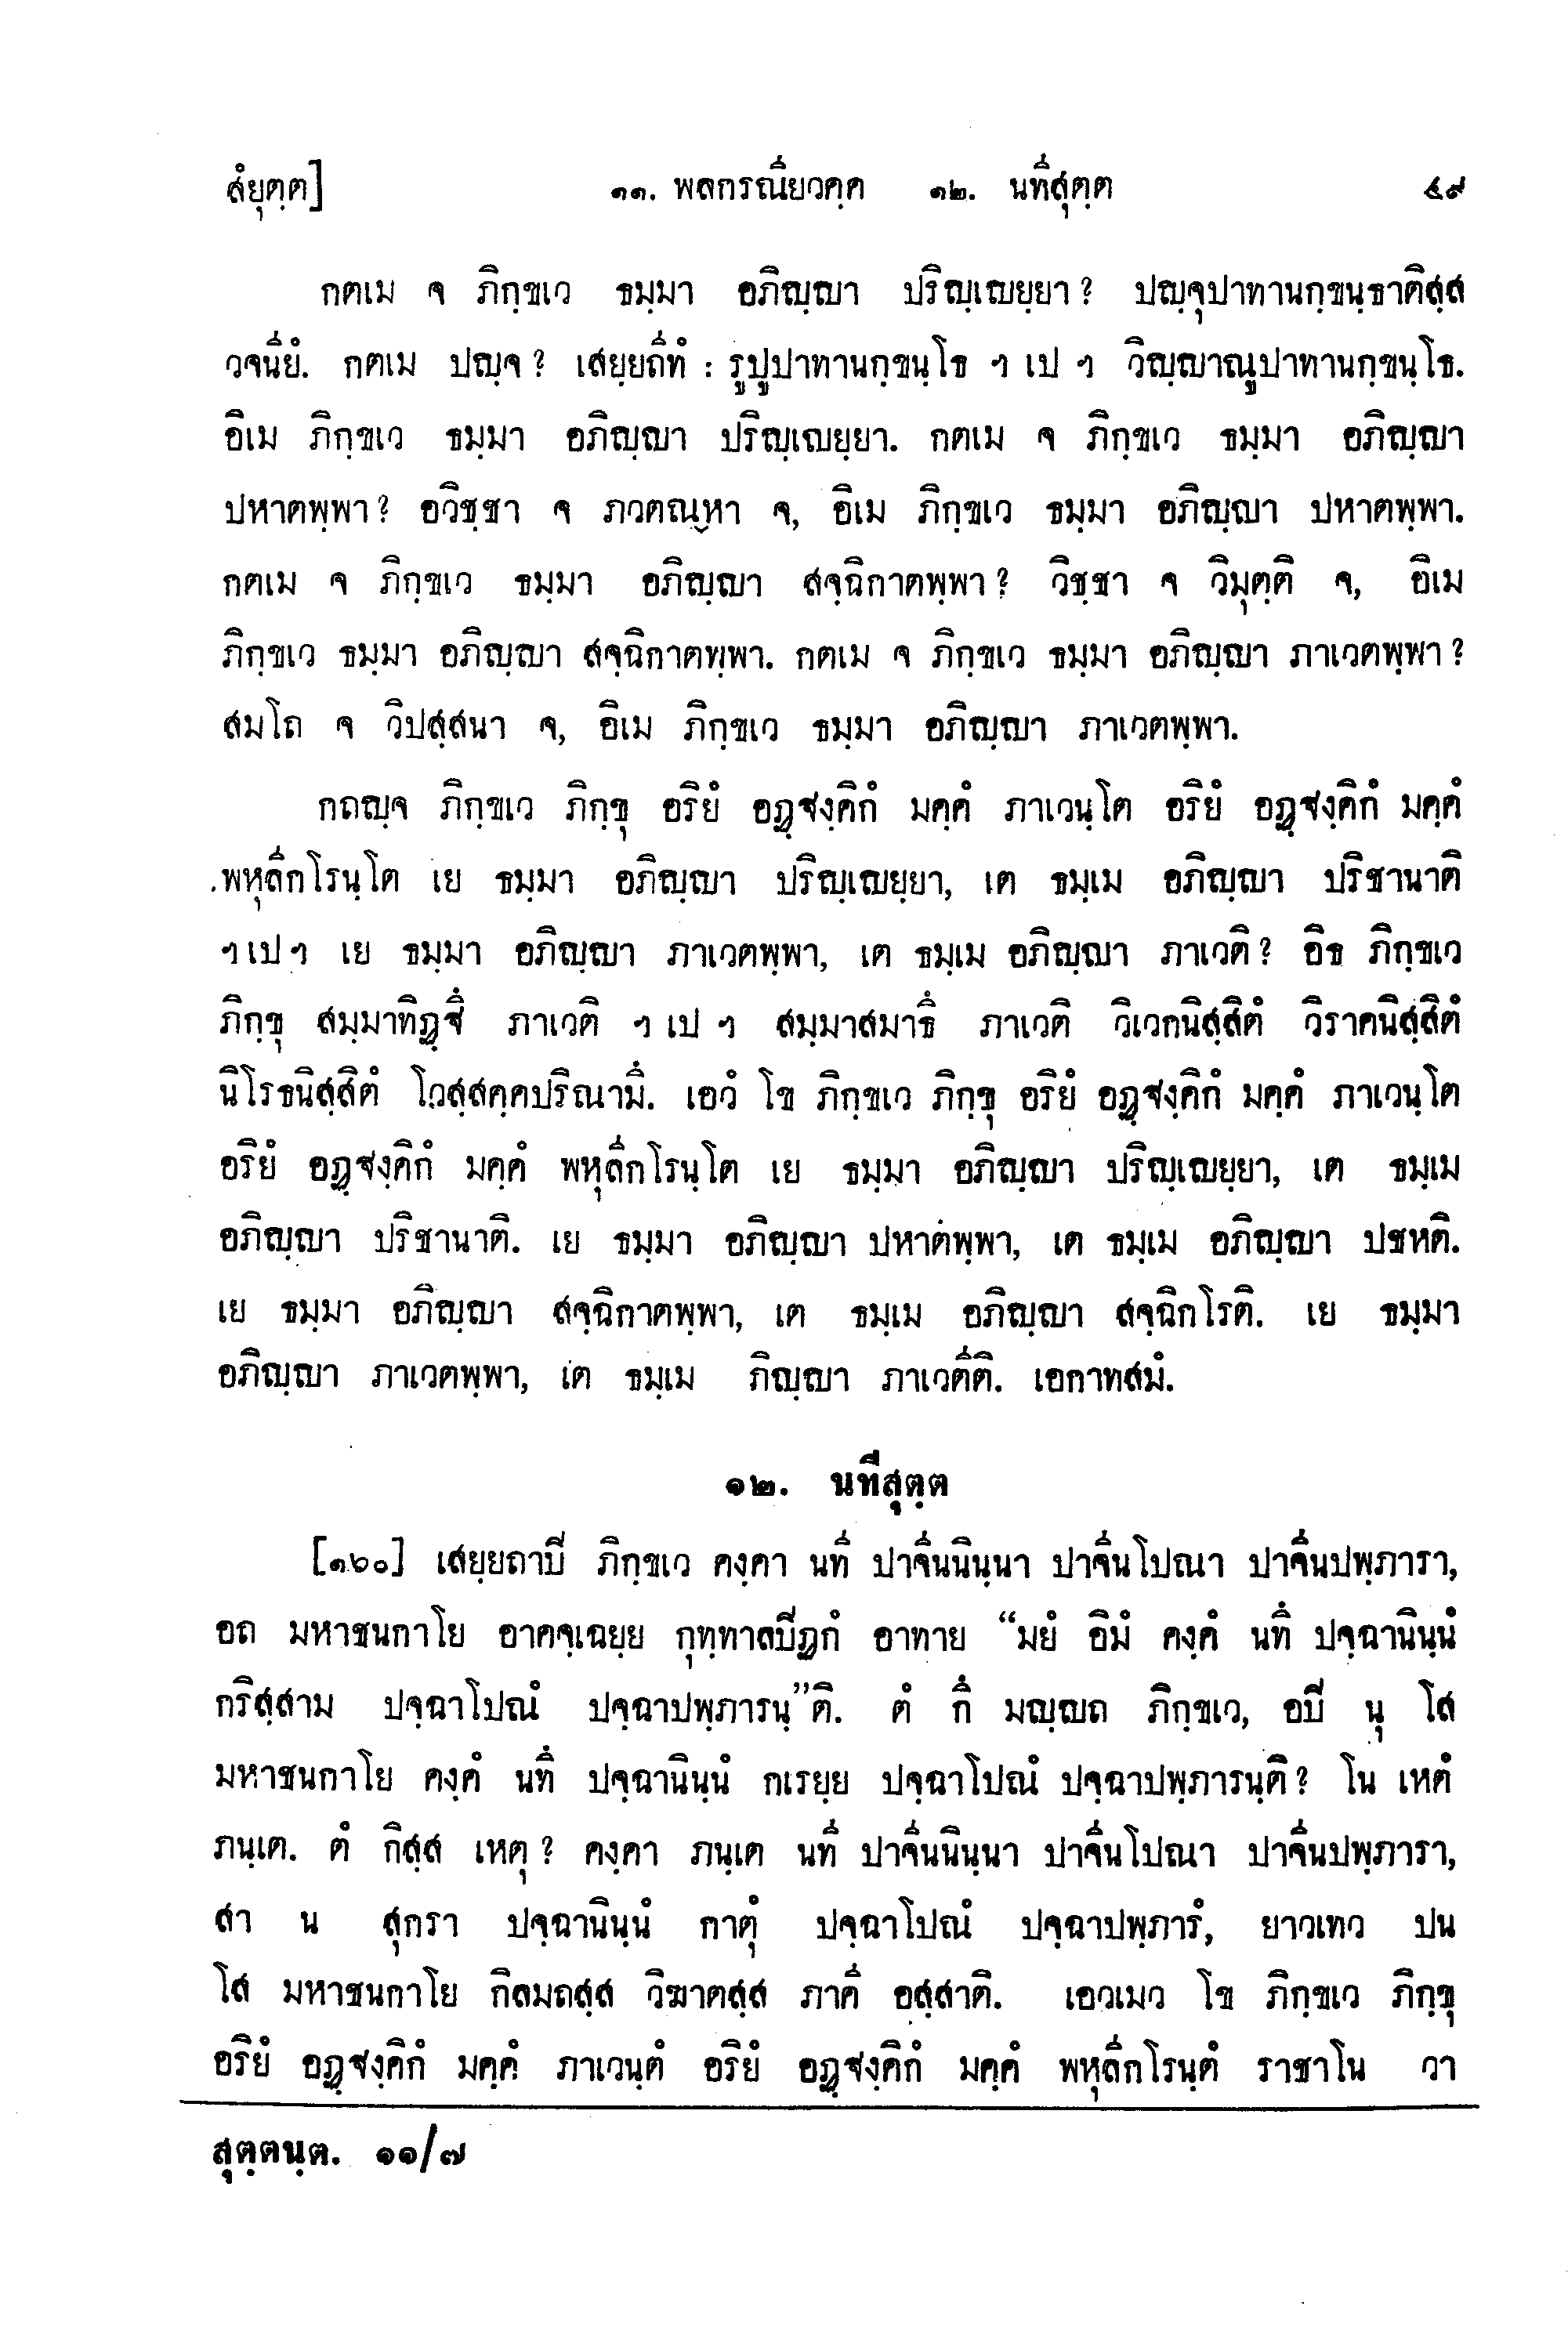 สํยุตฺต] ๑๑. พลกรณียวคฺค ๑๒. นทีสุตฺต ๔๙
กตเม จ ภิกฺขเว ธมฺมา อภิญฺญา ปริญฺเญยฺยา? ปญฺจุปาทานกฺขนฺธาติสฺส
วจนียํ. กตเม ปญฺจ? เสยฺยถีทํ : รูปูปาทานกฺขนฺโธ ฯ เป ฯ วิญฺญาณูปาทานกฺขนฺโธ.
อิเม ภิกฺขเว ธมฺมา อภิญฺญา ปริญฺเญยฺยา. กตเม จ ภิกฺขเว ธมฺมา อภิญฺญา
ปหาตพฺพา? อวิชฺชา จ ภวตณฺหา จ, อิเม ภิกฺขเว ธมฺมา อภิญฺญา ปหาตพฺพา.
กตเม จ ภิกฺขเว ธมฺมา อภิญฺญา สจฺฉิกาตพฺพา? วิชฺชา จ วิมุตฺติ จ, อิเม
ภิกฺขเว ธมฺมา อภิญฺญา สจฺฉิกาตพฺพา. กตเม จ ภิกฺขเว ธมฺมา อภิญฺญา ภาเวตพฺพา?
สมโถ จ วิปสฺสนา จ, อิเม ภิกฺขเว ธมฺมา อภิญฺญา ภาเวตพฺพา.
กถญฺจ ภิกฺขเว ภิกฺขุ อริยํ อฏฺฐงฺคิกํ มคฺคํ ภาเวนฺโต อริยํ อฏฺฐงฺคิกํ มคฺคํ
พหุลีกโรนฺโต เย ธมฺมา อภิญฺญา ปริญฺเญยฺยา, เต ธมฺเม อภิญฺญา ปริชานาติ
ฯ เป ฯ เย ธมฺมา อภิญฺญา ภาเวตพฺพา, เต ธมฺเม อภิญฺญา ภาเวติ? อิธ ภิกฺขเว
ภิกฺขุ สมฺมาทิฏฺฐึ ภาเวติ ฯ เป ฯ สมฺมาสมาธึ ภาเวติ วิเวกนิสฺสิตํ วิราคนิสฺสิตํ
นิโรธนิสฺสิตํ โวสฺสคฺคปริณามึ. เอวํ โข ภิกฺขเว ภิกฺขุ อริยํ อฏฺฐงฺคิกํ มคฺคํ ภาเวนฺโต
อริยํ อฏฺฐงฺคิกํ มคฺคํ พหุลีกโรนฺโต เย ธมฺมา อภิญฺญา ปริญฺเญยฺยา, เต ธมฺเม
อภิญฺญา ปริชานาติ. เย ธมฺมา อภิญฺญา ปหาตพฺพา, เต ธมฺเม อภิญฺญา ปชหติ.
เย ธมฺมา อภิญฺญา สจฺฉิกาตพฺพา, เต ธมฺเม อภิญฺญา สจฺฉิกโรติ. เย ธมฺมา
อภิญฺญา ภาเวตพฺพา, เต ธมฺเม ภิญฺญา ภาเวตีติ. เอกาทสมํ.
๑๒. นทีสุตฺต
[๑๖๐] เสยฺยถาปิ ภิกฺขเว คงฺคา นที ปาจีนนินฺนา ปาจีนโปณา ปาจีนปพฺภารา,
อถ มหาชนกาโย อาคจฺเฉยฺย กุทฺทาลปิฏกํ อาทาย “มยํ อิมํ คงฺคํ นทึ ปจฺฉานินฺนํ
กริสฺสาม ปจฺฉาโปณํ ปจฺฉาปพฺภารนฺ”ติ. ตํ กึ มญฺญถ ภิกฺขเว, อปิ นุ โส
มหาชนกาโย คงฺคํ นทึ ปจฺฉานินฺนํ กเรยฺย ปจฺฉาโปณํ ปจฺฉาปพฺภารนฺติ? โน เหตํ
ภนฺเต. ตํ กิสฺส เหตุ? คงฺคา ภนฺเต นที ปาจีนนินฺนา ปาจีนโปณา ปาจีนปพฺภารา,
สา น สุกรา ปจฺฉานินฺนํ กาตุํ ปจฺฉาโปณํ ปจฺฉาปพฺภารํ, ยาวเทว ปน
โส มหาชนกาโย กิลมถสฺส วิฆาตสฺส ภาคี อสฺสาติ. เอวเมว โข ภิกฺขเว ภิกฺขุ
อริยํ อฏฺฐงฺคิกํ มคฺคํ ภาเวนฺตํ อริยํ อฏฺฐงฺคิกํ มคฺคํ พหุลีกโรนฺตํ ราชาโน วา
สุตฺตนฺต. ๑๑/๗